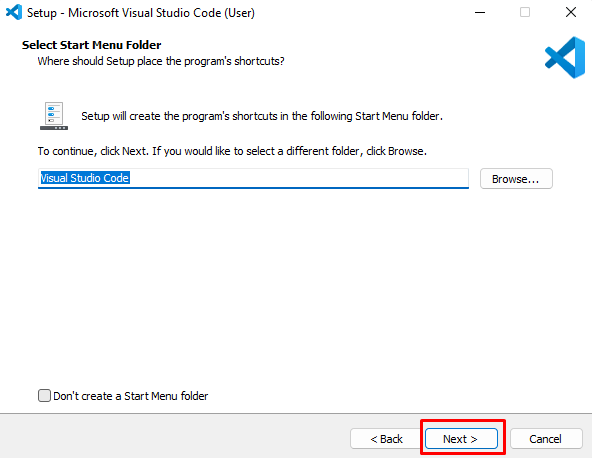 Setup - Microsoft Visual Studio Code (User)
Select Start Menu Folder
Where should Setup place the program's shortcuts?
Setup will create the program's shortcuts in the following Start Menu folder.
To continue, click Next. If you would like to select a different folder, click Browse.
Visual Studio Code
Browse...
Don't create a Start Menu folder
< Back
Next >
Cancel